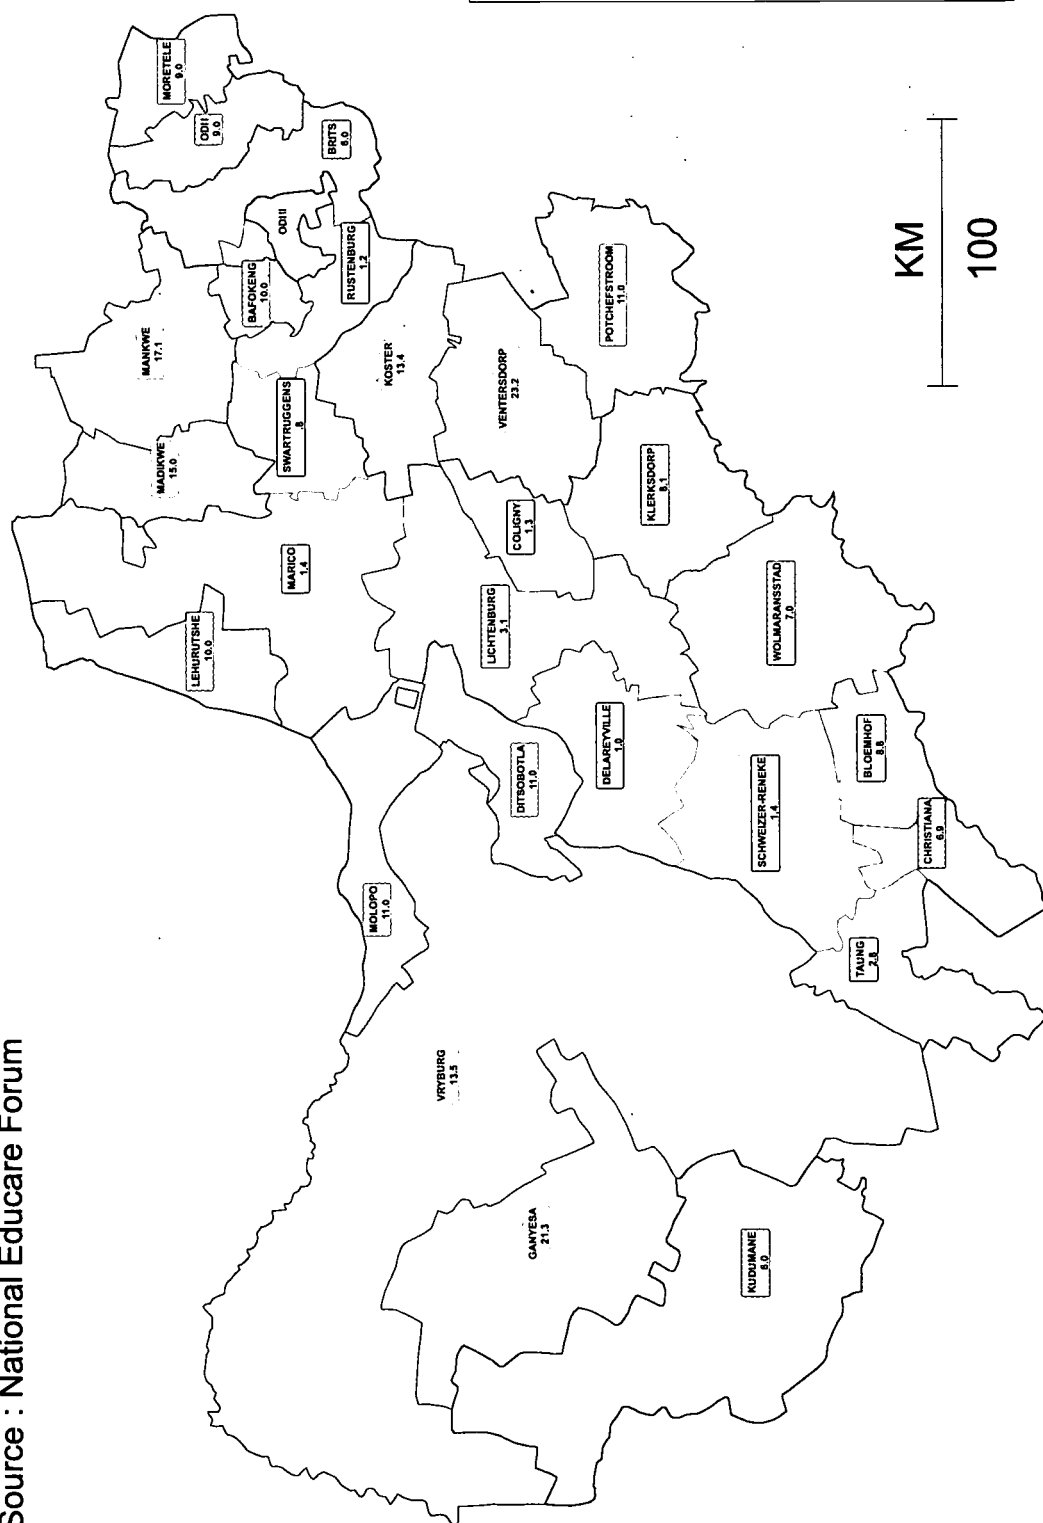 Source : National Educare Forum
MORETELE
9.0
ODI I
9.0
BRITS
6.0
ODI II
MANKWE
17.1
BAFOKENG
10.0
RUSTENBURG
1.2
MADIKWE
15.0
SWARTRUGGENS
.8
KOSTER
13.4
VENTERSDORP
23.2
POTCHEFSTROOM
11.0
LEHURUTSHE
10.0
MARICO
1.4
COLIGNY
1.3
KLERKSDORP
8.1
LICHTENBURG
3.1
WOLMARANSSTAD
7.0
DITSOBOTLA
11.0
DELAREYVILLE
1.0
SCHWEIZER-RENEKE
1.4
BLOEMHOF
8.8
CHRISTIANA
6.9
MOLOPO
11.0
TAUNG
2.8
VRYBURG
13.5
GANYESA
21.3
KUDUMANE
6.0
KM
100